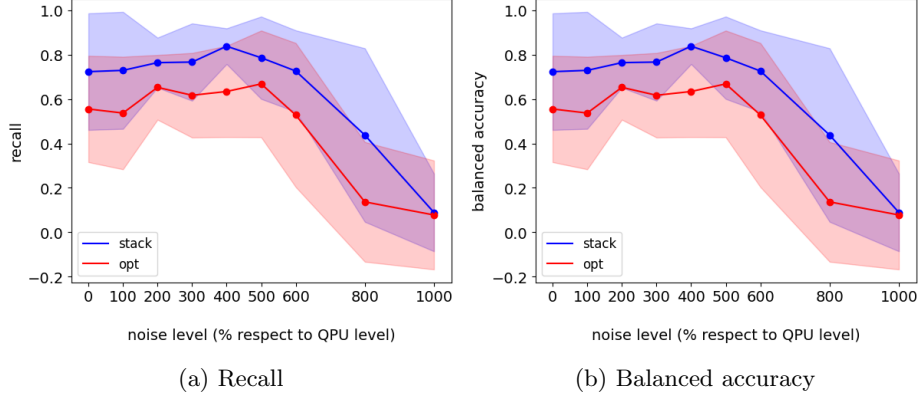 1.0
0.8
0.6
0.4
0.2
0.0
−0.2
recall
stack
opt
0 100 200 300 400 500 600 800 1000
noise level (% respect to QPU level)
(a) Recall
1.0
0.8
0.6
0.4
0.2
0.0
−0.2
balanced accuracy
stack
opt
0 100 200 300 400 500 600 800 1000
noise level (% respect to QPU level)
(b) Balanced accuracy